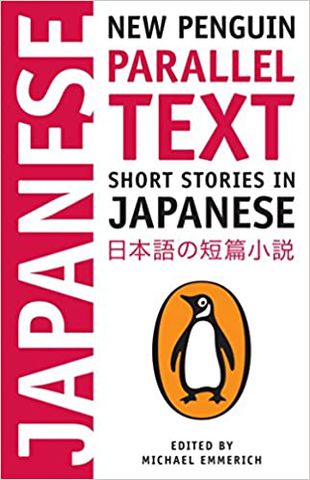 JAPANESE
NEW PENGUIN
PARALLEL
TEXT
SHORT STORIES IN
JAPANESE
日本語の短篇小説
EDITED BY
MICHAEL EMMERICH